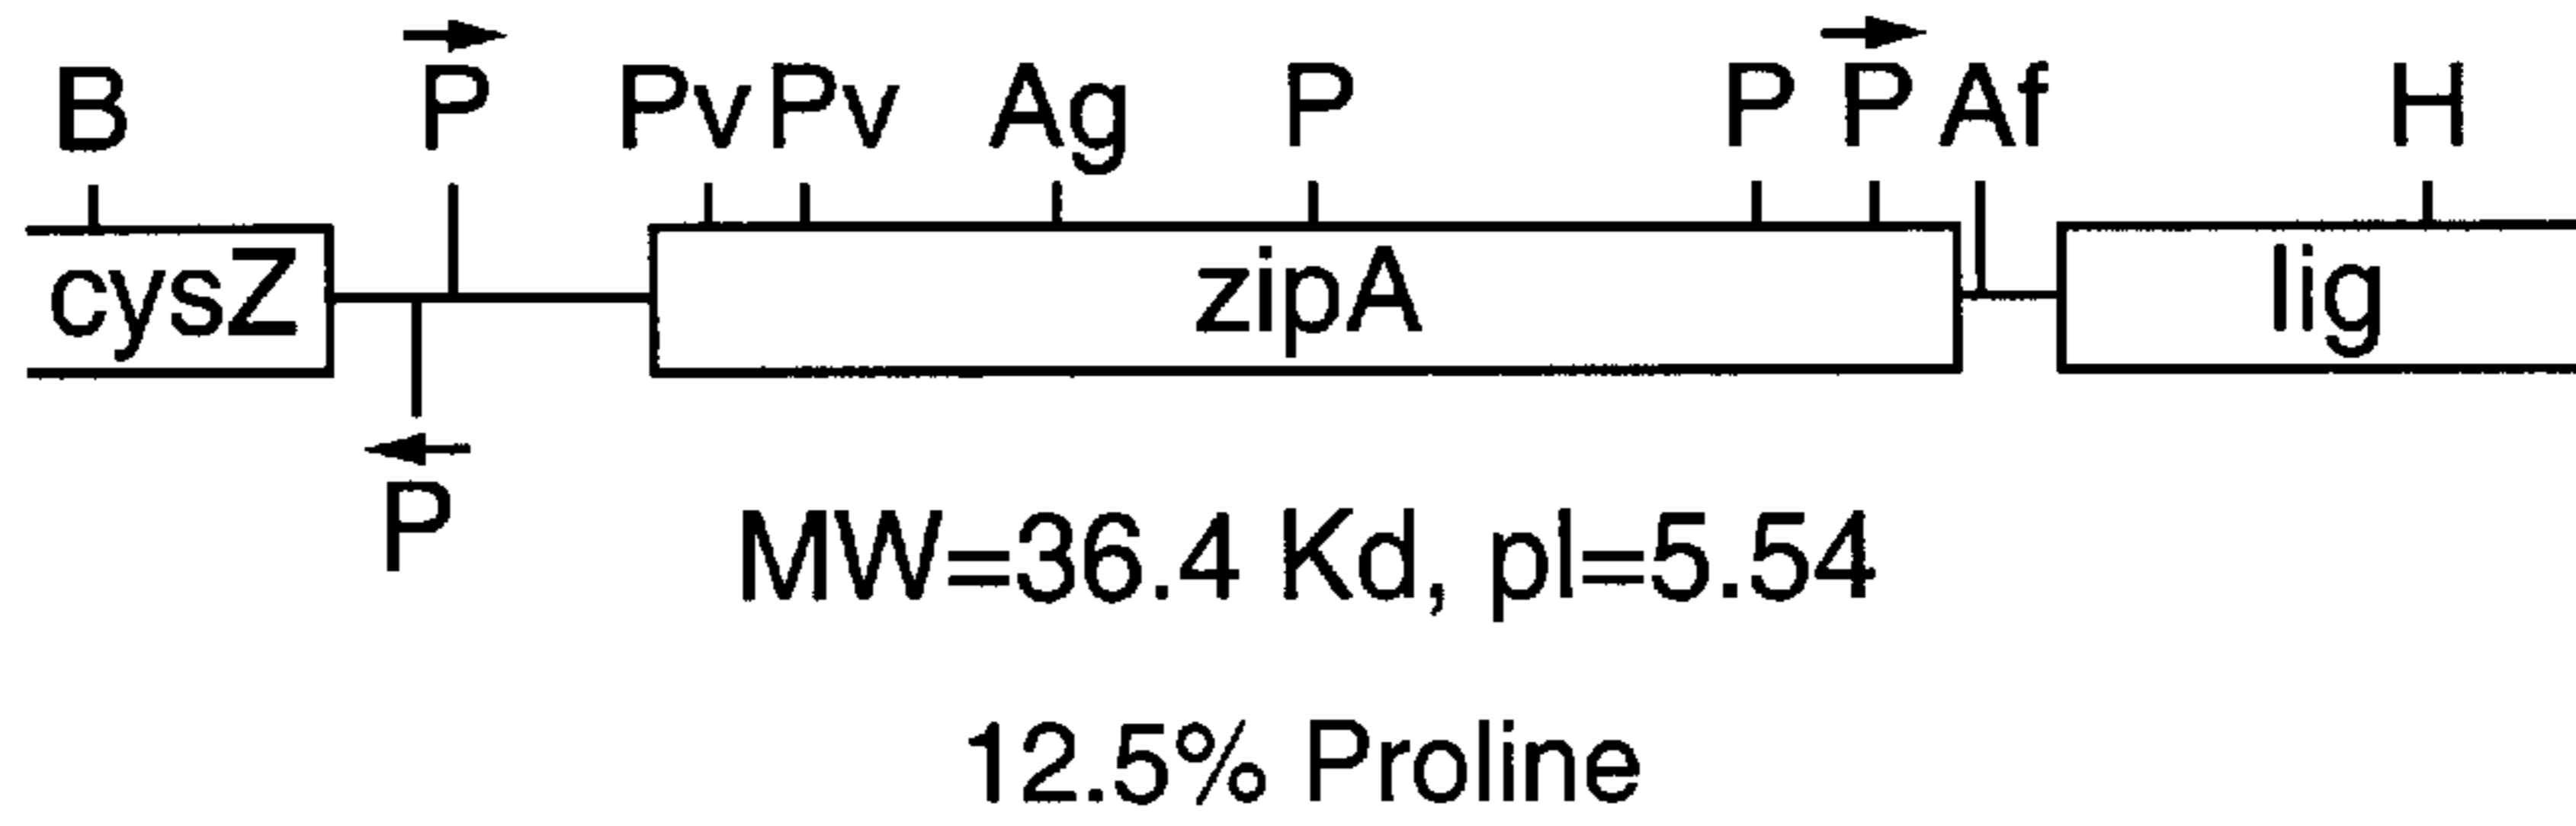 B P Pv Pv Ag P P P Af H
cysZ zipA lig
P
MW=36.4 Kd, pI=5.54
12.5% Proline